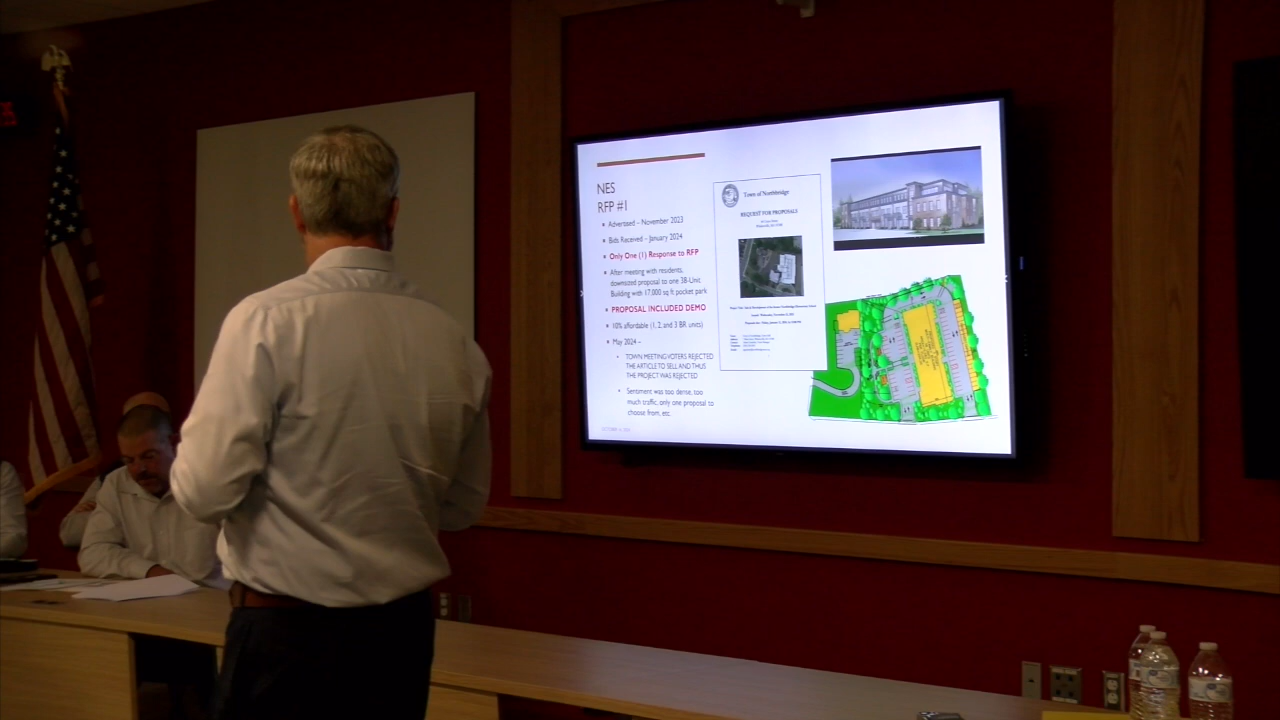 NES
RFP #1
Advertised – November 2023
Bids Received – January 2024
Only One (1) Response to RFP
After meeting with residents,
downsized proposal to one 38-Unit
Building with 17,000 sq ft pocket park
PROPOSAL INCLUDED DEMO
10% affordable (1, 2, and 3 BR units)
May 2024 –
TOWN MEETING VOTERS REJECTED
THE ARTICLE TO SELL AND THUS
THE PROJECT WAS REJECTED
Sentiment was too dense, too
much traffic, only one proposal to
choose from, etc
Town of Northbridge
REQUEST FOR PROPOSALS